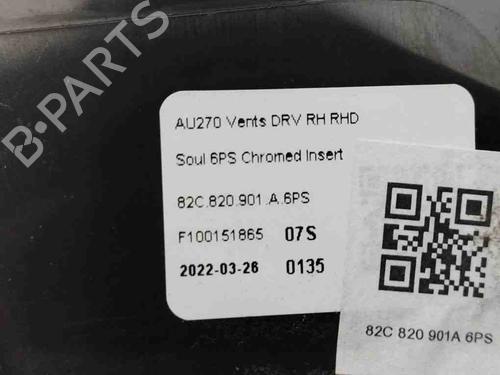 AU270 Vents DRV RH RHD
Soul 6PS Chromed Insert
82C.820.901.A.6PS
F100151865 07S
2022-03-26 0135
82C 820 901A 6PS
B-Parts